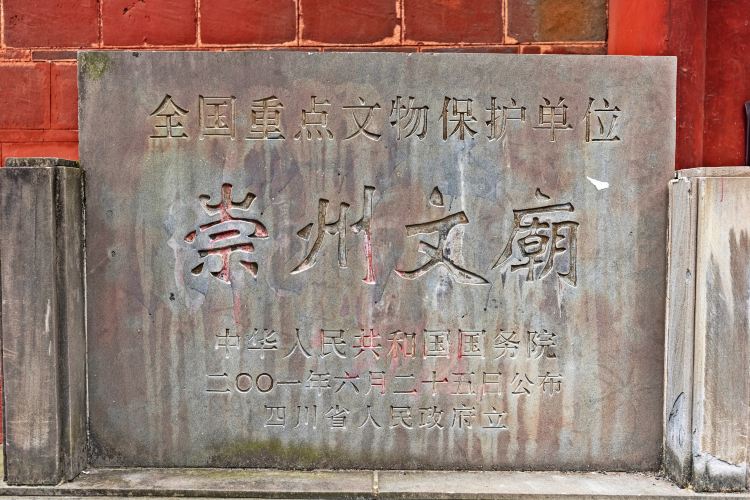 全国重点文物保护单位
崇州文廟
中华人民共和国国务院
二〇〇一年六月二十五日公布
四川省人民政府立